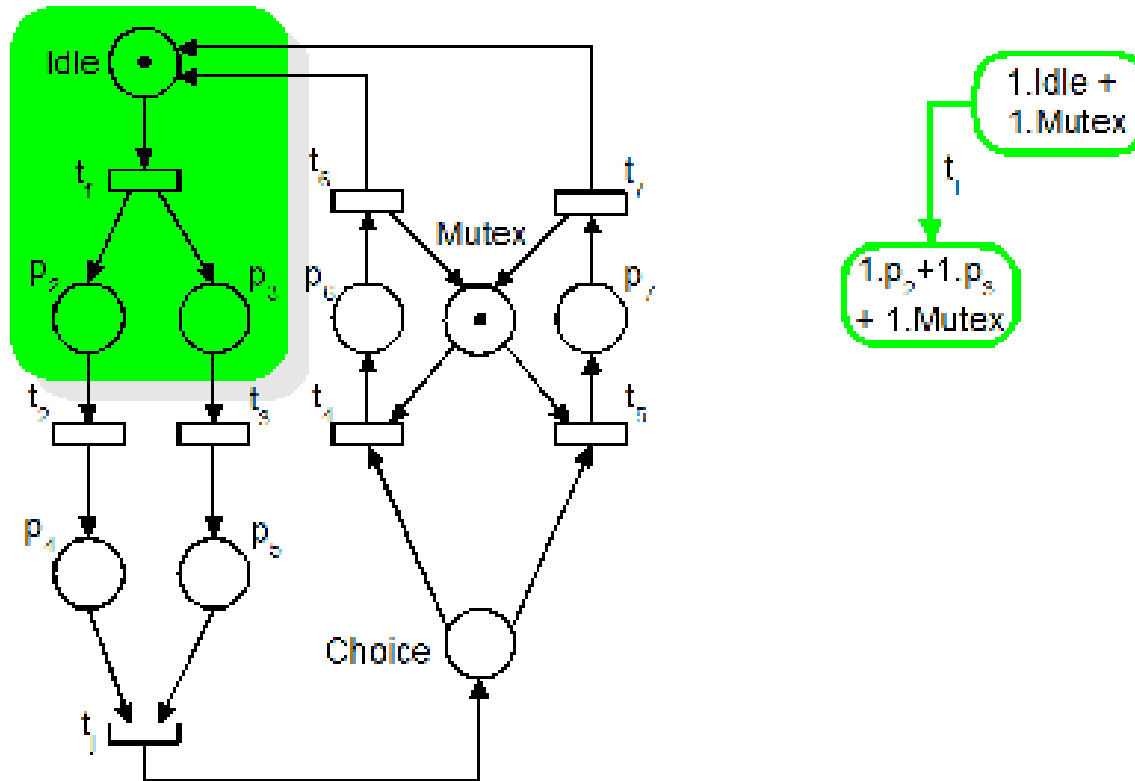 Idle
t1
p2
p3
t2
t3
p4
p5
tj
t6
t7
Mutex
p6
p7
t4
t5
Choice
1.Idle +
1.Mutex
1.p2+1.p3
+ 1.Mutex